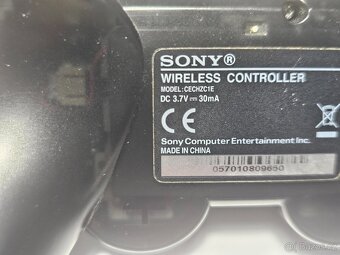 SONY®
WIRELESS CONTROLLER
MODEL: CECHZC1E
DC 3.7V⎓30mA
CE
Sony Computer Entertainment Inc.
MADE IN CHINA
057010809650